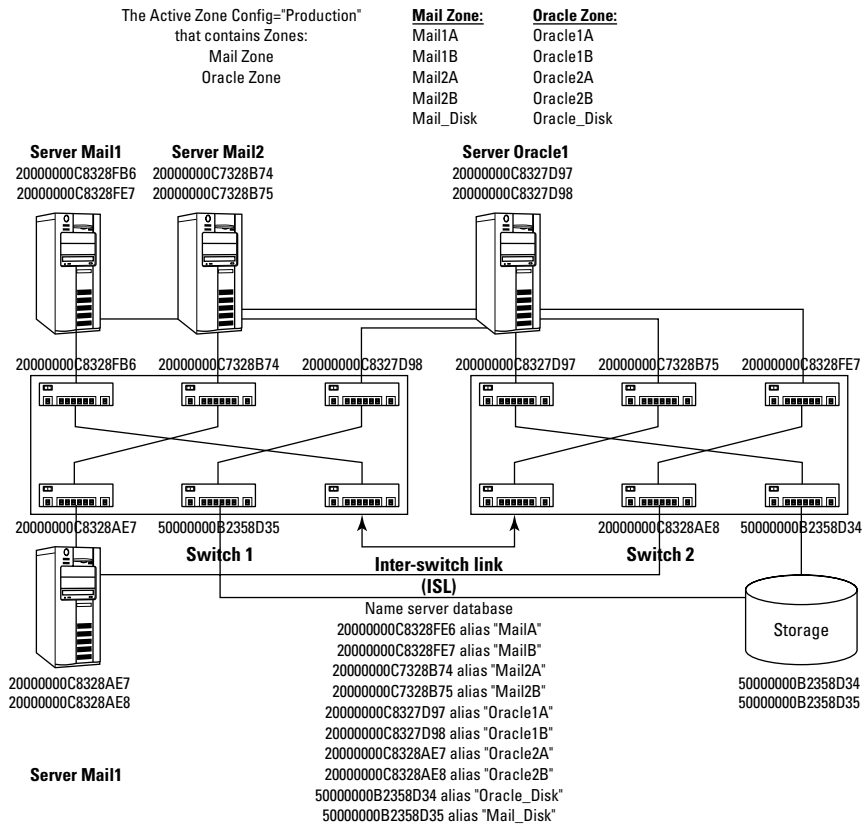 The Active Zone Config="Production"
that contains Zones:
Mail Zone
Oracle Zone
Mail Zone:
Mail1A
Mail1B
Mail2A
Mail2B
Mail_Disk
Oracle Zone:
Oracle1A
Oracle1B
Oracle2A
Oracle2B
Oracle_Disk
Server Mail1
20000000C8328FB6
20000000C8328FE7
Server Mail2
20000000C7328B74
20000000C7328B75
Server Oracle1
20000000C8327D97
20000000C8327D98
20000000C8328FB6 20000000C7328B74 20000000C8327D98
20000000C8327D97 20000000C7328B75 20000000C8328FE7
20000000C8328AE7 50000000B2358D35
20000000C8328AE8 50000000B2358D34
Switch 1
Switch 2
Inter-switch link
(ISL)
Name server database
20000000C8328FE6 alias "MailA"
20000000C8328FE7 alias "MailB"
20000000C7328B74 alias "Mail2A"
20000000C7328B75 alias "Mail2B"
20000000C8327D97 alias "Oracle1A"
20000000C8327D98 alias "Oracle1B"
20000000C8328AE7 alias "Oracle2A"
20000000C8328AE8 alias "Oracle2B"
50000000B2358D34 alias "Oracle_Disk"
50000000B2358D35 alias "Mail_Disk"
20000000C8328AE7
20000000C8328AE8
Server Mail1
Storage
50000000B2358D34
50000000B2358D35